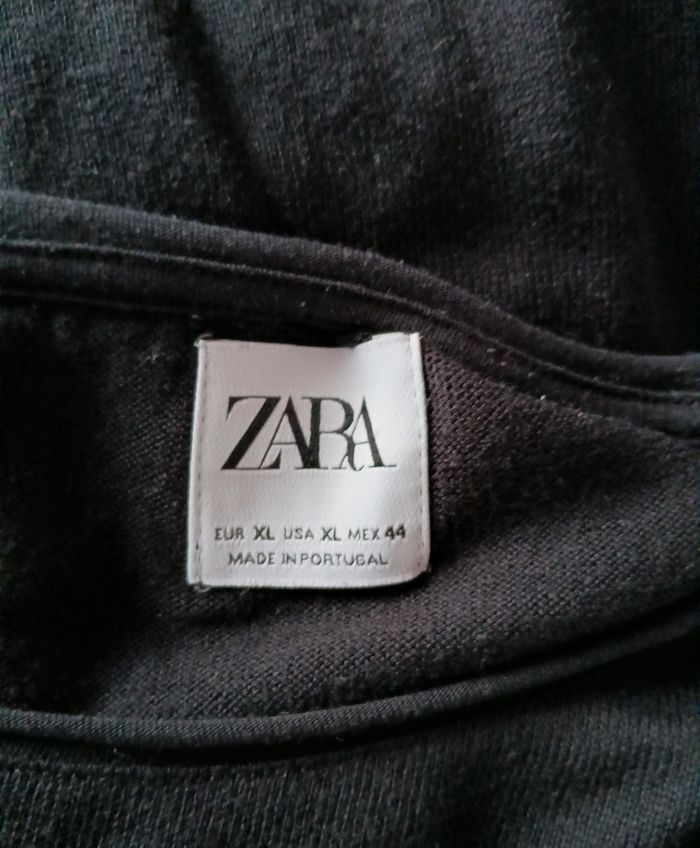 ZARA
EUR XL USA XL MEX 44
MADE IN PORTUGAL